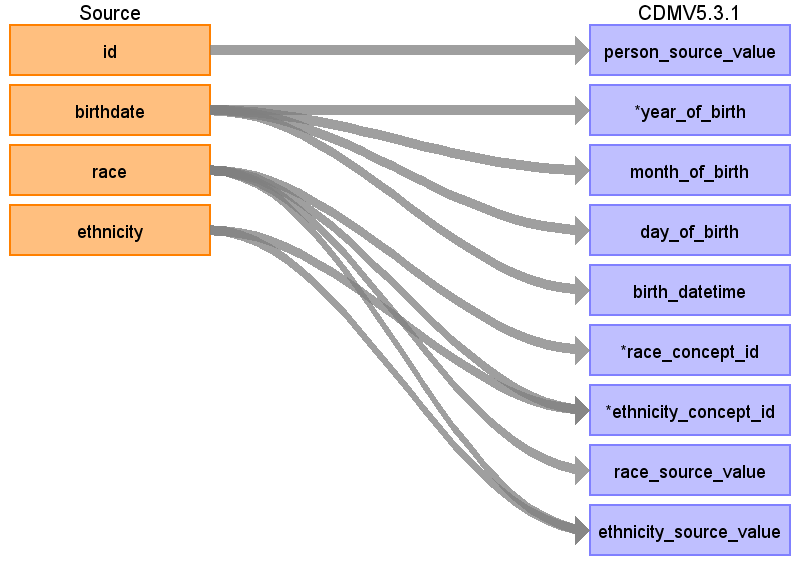 Source CDMV5.3.1
id person_source_value
birthdate *year_of_birth
race month_of_birth
ethnicity day_of_birth
birth_datetime
*race_concept_id
*ethnicity_concept_id
race_source_value
ethnicity_source_value